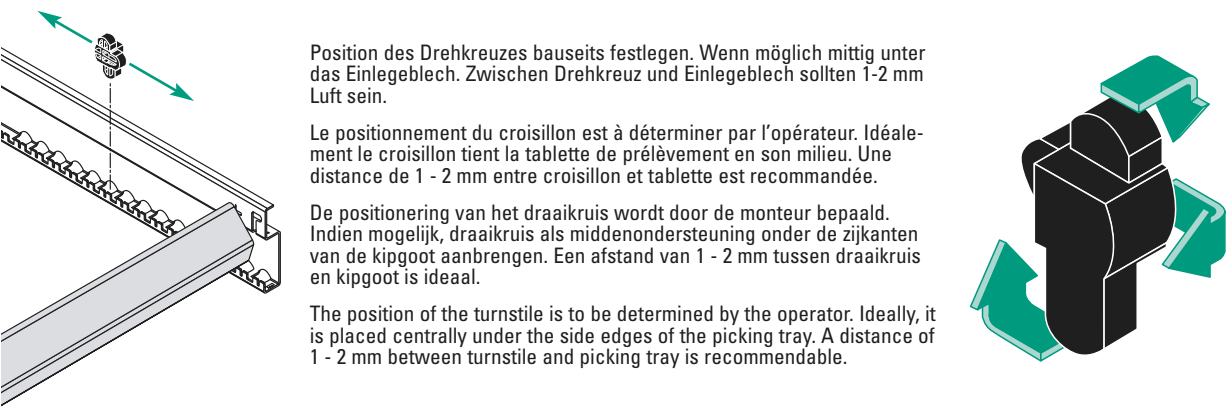 Position des Drehkreuzes bauseits festlegen. Wenn möglich mittig unter
das Einlegeblech. Zwischen Drehkreuz und Einlegeblech sollten 1-2 mm
Luft sein.
Le positionnement du croisillon est à déterminer par l'opérateur. Idéale-
ment le croisillon tient la tablette de prélèvement en son milieu. Une
distance de 1 - 2 mm entre croisillon et tablette est recommandée.
De positionering van het draaikruis wordt door de monteur bepaald.
Indien mogelijk, draaikruis als middenondersteuning onder de zijkanten
van de kipgoot aanbrengen. Een afstand van 1 - 2 mm tussen draaikruis
en kipgoot is ideaal.
The position of the turnstile is to be determined by the operator. Ideally, it
is placed centrally under the side edges of the picking tray. A distance of
1 - 2 mm between turnstile and picking tray is recommendable.